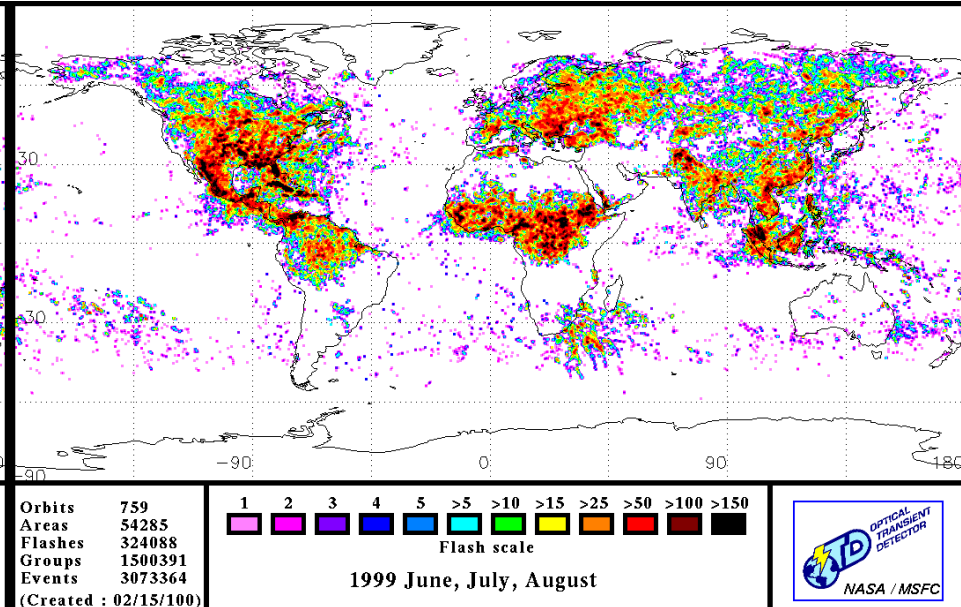 30
-30
-90
-90
0
90
180
Orbits 759
Areas 54285
Flashes 324088
Groups 1500391
Events 3073364
(Created : 02/15/100)
1 2 3 4 5 >5 >10 >15 >25 >50 >100 >150
Flash scale
1999 June, July, August
OTD
OPTICAL
TRANSIENT
DETECTOR
NASA / MSFC